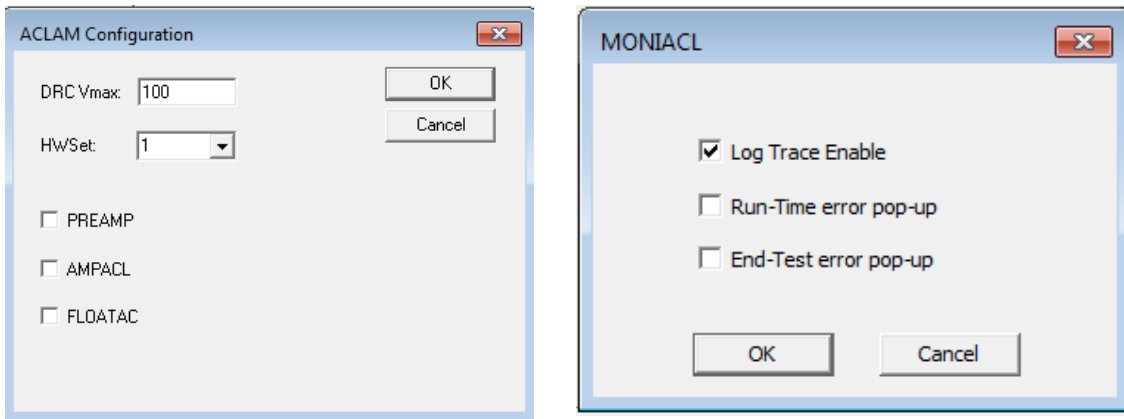 ACLAM Configuration
DRC Vmax: 100
OK
Cancel
HWSet: 1
PREAMP
AMPACL
FLOATAC
MONIACL
Log Trace Enable
Run-Time error pop-up
End-Test error pop-up
OK Cancel